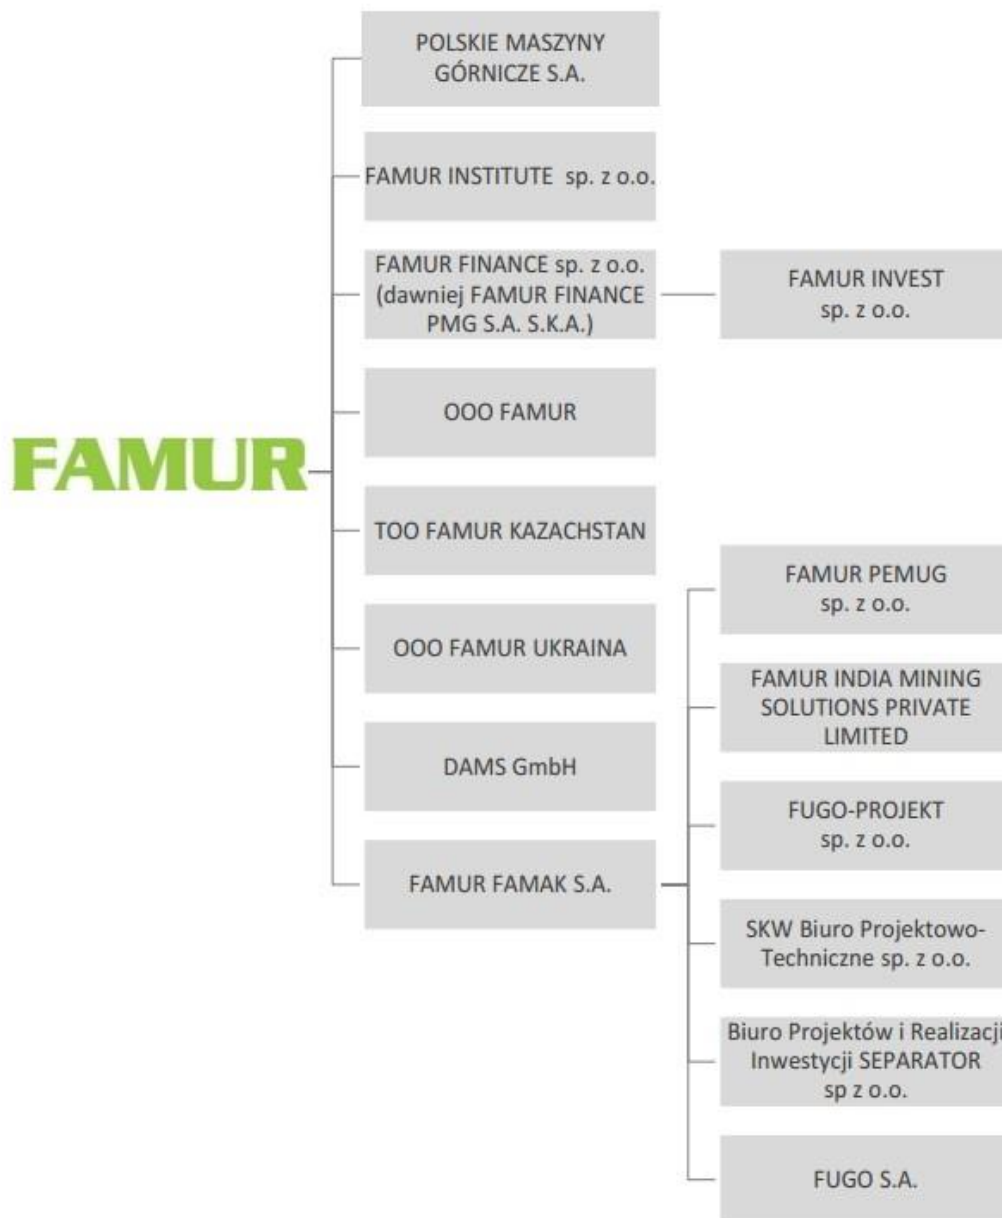 POLSKIE MASZYNY
GÓRNICZE S.A.
FAMUR INSTITUTE sp. z o.o.
FAMUR FINANCE sp. z o.o.
(dawniej FAMUR FINANCE
PMG S.A. S.K.A.)
FAMUR INVEST
sp. z o.o.
OOO FAMUR
FAMUR
TOO FAMUR KAZACHSTAN
OOO FAMUR UKRAINA
DAMS GmbH
FAMUR FAMAK S.A.
FAMUR PEMUG
sp. z o.o.
FAMUR INDIA MINING
SOLUTIONS PRIVATE
LIMITED
FUGO-PROJEKT
sp. z o.o.
SKW Biuro Projektowo-
Techniczne sp. z o.o.
Biuro Projektów i Realizacji
Inwestycji SEPARATOR
sp z o.o.
FUGO S.A.